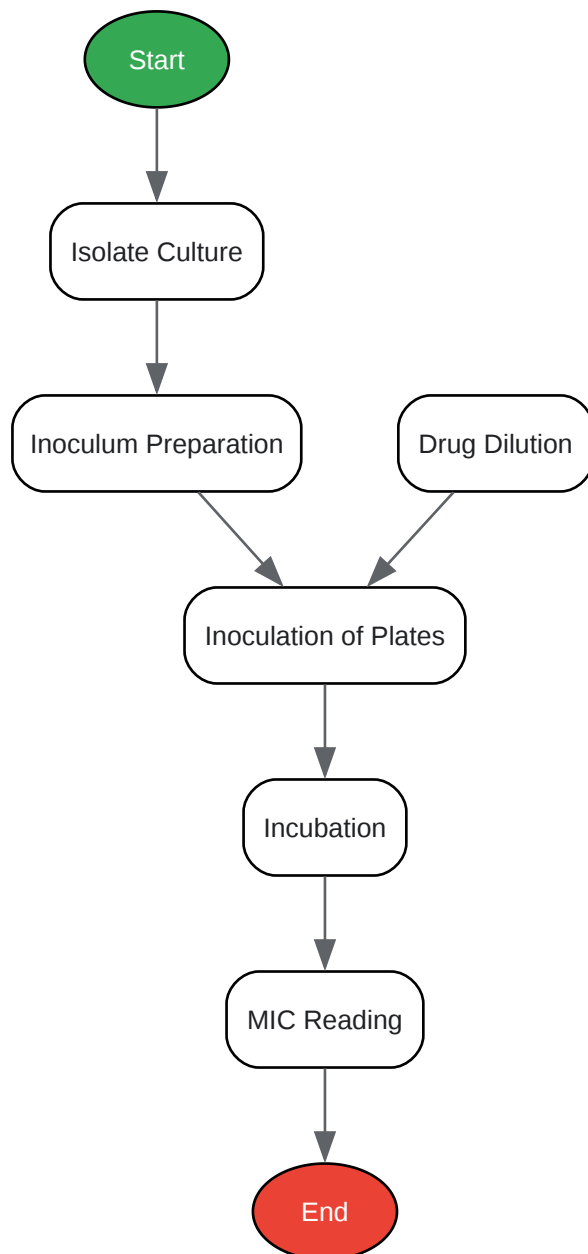 Start
Isolate Culture
Inoculum Preparation
Drug Dilution
Inoculation of Plates
Incubation
MIC Reading
End